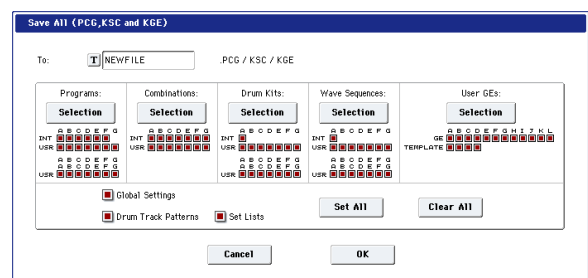 Save All (PCG,KSC and KGE)
To: T NEWFILE .PCG / KSC / KGE
Programs: Combinations: Drum Kits: Wave Sequences: User GEs:
Selection Selection Selection Selection Selection
A B C D E F G A B C D E F G A B C D E F G A B C D E F G A B C D E F G H I J K L
INT INT INT INT GE
USR USR USR USR TEMPLATE
A B C D E F G A B C D E F G A B C D E F G
A B C D E F G A B C D E F G A B C D E F G
USR USR USR
Global Settings
Drum Track Patterns Set Lists Set All Clear All
Cancel OK